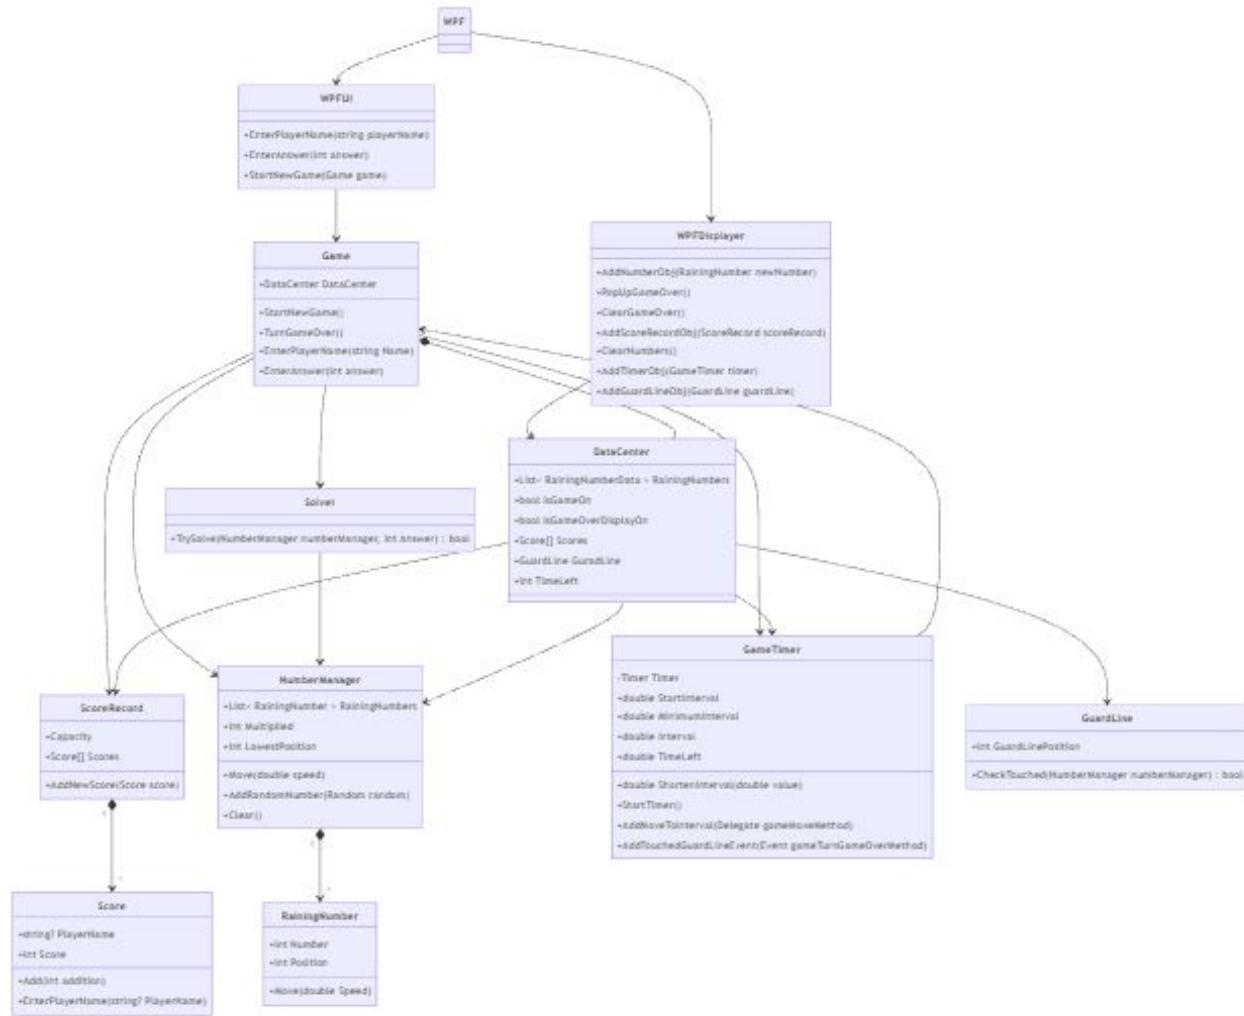 WPF
WPFUI
+EnterPlayerName(string playerName)
+EnterAnswer(int answer)
+StartNewGame(Game game)
WPFDisplayer
+AddNumberObj(RainingNumber newNumber)
+PopUpGameOver()
+ClearGameOver()
+AddScoreRecordObj(ScoreRecord scoreRecord)
+ClearNumbers()
+AddTimerObj(GameTimer timer)
+AddGuardLineObj(GuardLine guardLine)
Game
+DataCenter DataCenter
+StartNewGame()
+TurnGameOver()
+EnterPlayerName(string Name)
+EnterAnswer(int answer)
DataCenter
+List< RainingNumberData > RainingNumbers
+bool IsGameOn
+bool IsGameOverDisplayOn
+Score[] Scores
+GuardLine GuradLine
+int TimeLeft
Solver
+TrySolve(NumberManager numberManager, int answer) : bool
GameTimer
-Timer Timer
+double StartInterval
+double MinimumInterval
+double Interval
+double TimeLeft
+double ShortenInterval(double value)
+StartTimer()
+AddMoveToInterval(Delegate gameMoveMethod)
+AddTouchedGuardLineEvent(Event gameTurnGameOverMethod)
NumberManager
+List< RainingNumber > RainingNumbers
+int Multiplied
+int LowestPosition
+Move(double speed)
+AddRandomNumber(Random random)
+Clear()
ScoreRecord
+Capacity
+Score[] Scores
+AddNewScore(Score score)
GuardLine
+int GuardLinePosition
+CheckTouched(NumberManager numberManager) : bool
Score
+string? PlayerName
+int Score
+Add(int addition)
+EnterPlayerName(string? PlayerName)
RainingNumber
+int Number
+int Position
+Move(double Speed)